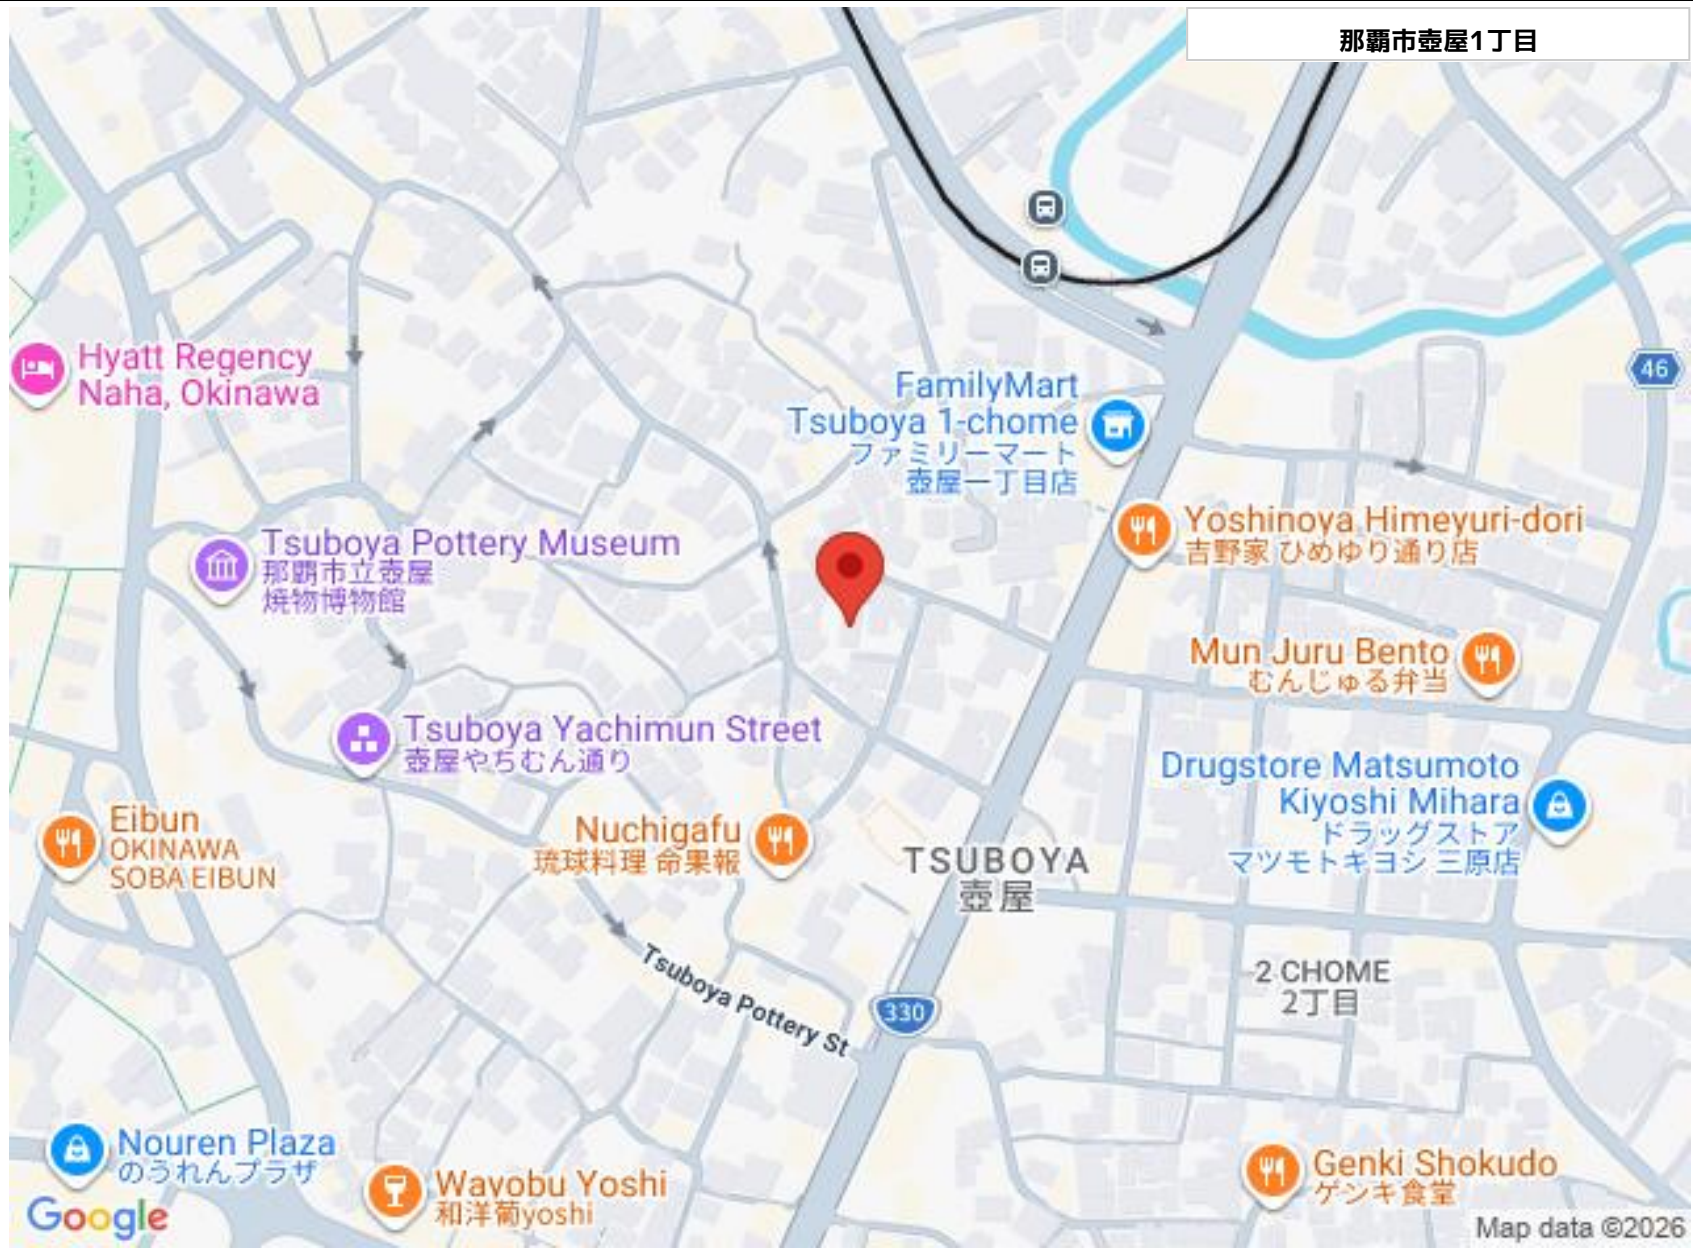 那覇市壺屋1丁目
46
Hyatt Regency
Naha, Okinawa
FamilyMart
Tsuboya 1-chome
ファミリーマート
壺屋一丁目店
Yoshinoya Himeyuri-dori
吉野家 ひめゆり通り店
Tsuboya Pottery Museum
那覇市立壺屋
焼物博物館
Mun Juru Bento
むんじゅる弁当
Tsuboya Yachimun Street
壺屋やちむん通り
Drugstore Matsumoto
Kiyoshi Mihara
ドラッグストア
マツモトキヨシ 三原店
Eibun
OKINAWA
SOBA EIBUN
Nuchigafu
琉球料理 命果報
TSUBOYA
壺屋
Tsuboya Pottery St
330
2 CHOME
2丁目
Nouren Plaza
のうれんプラザ
Wayobu Yoshi
和洋葡yoshi
Genki Shokudo
ゲンキ食堂
Google
Map data ©2026